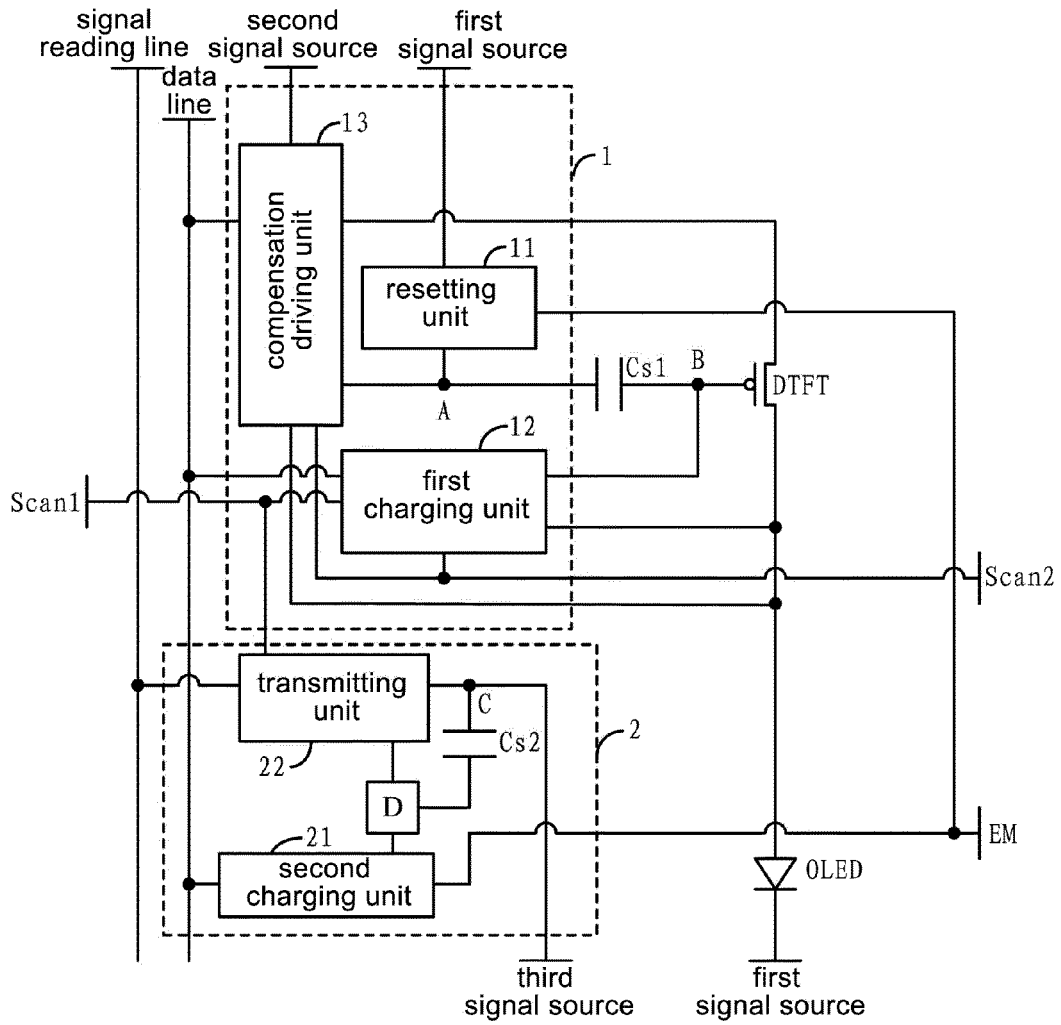 signal
reading line
second
signal source
first
signal source
data
line
13
1
compensation
driving unit
11
resetting
unit
Cs1
B
DTFT
A
12
first
charging unit
Scan1
Scan2
transmitting
unit
C
2
Cs2
22
D
21
second
charging unit
EM
OLED
third
signal source
first
signal source